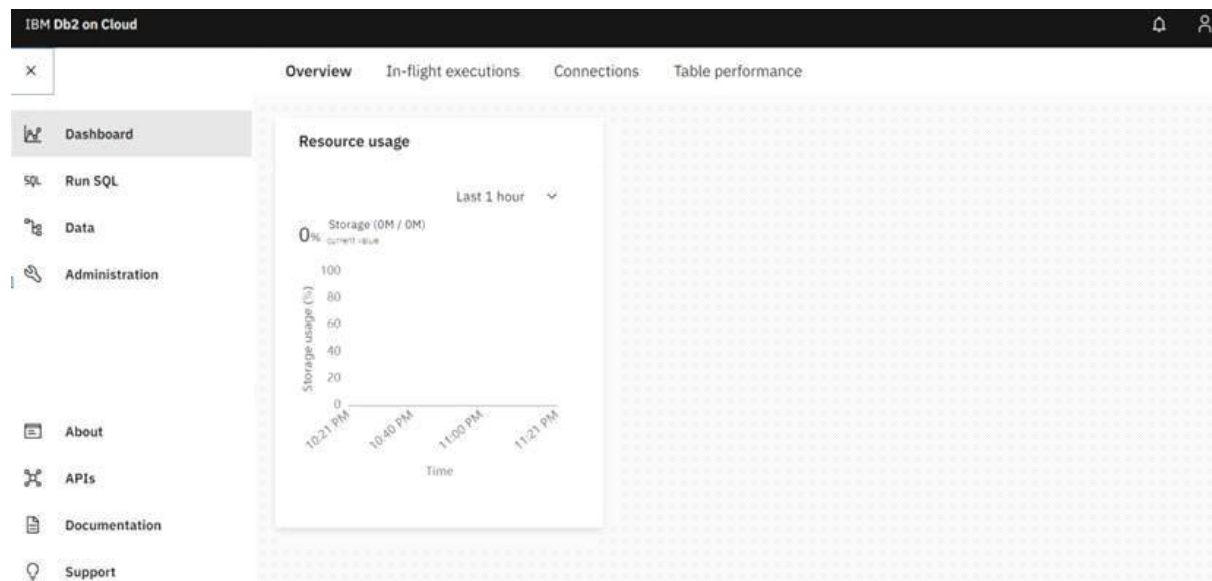 IBM Db2 on Cloud
Overview In-flight executions Connections Table performance
Dashboard
SQL Run SQL
Data
Administration
About
APIs
Documentation
Support
Resource usage
Last 1 hour
0% Storage (0M / 0M)
current value
Storage usage (%)
100
80
60
40
20
0
10:21 PM 10:40 PM 11:00 PM 11:21 PM
Time